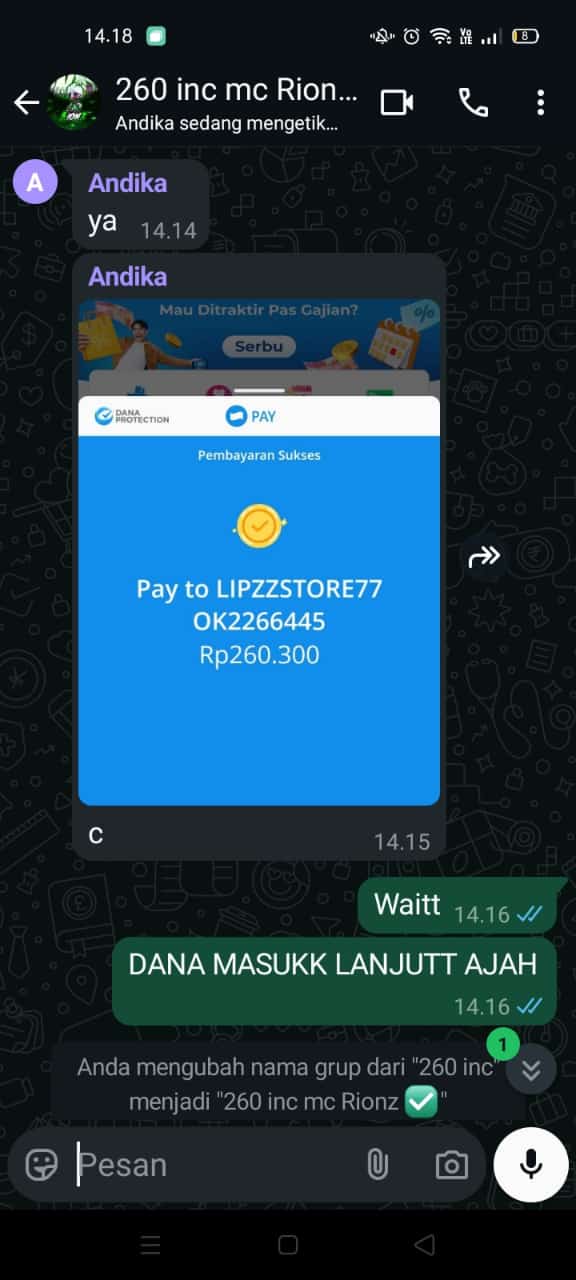 14.18
VO
LTE
8
260 inc mc Rion...
Andika sedang mengetik...
A
Andika
ya 14.14
Andika
Mau Ditraktir Pas Gajian?
%
Serbu
DANA
PROTECTION
PAY
Pembayaran Sukses
Pay to LIPZZSTORE77
OK2266445
Rp260.300
C
14.15
Waitt 14.16
DANA MASUKK LANJUTT AJAH
14.16
1
Anda mengubah nama grup dari "260 inc"
menjadi "260 inc mc Rionz ✅"
Pesan